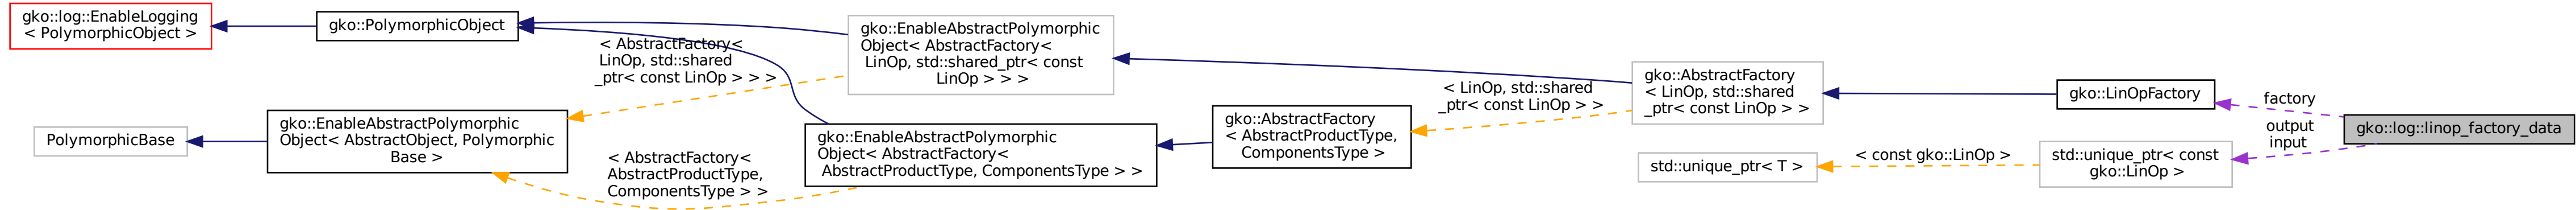 gko::log::EnableLogging
< PolymorphicObject >
gko::PolymorphicObject
< AbstractFactory<
LinOp, std::shared
_ptr< const LinOp > > >
gko::EnableAbstractPolymorphic
Object< AbstractFactory<
LinOp, std::shared_ptr< const
LinOp > > >
PolymorphicBase
gko::EnableAbstractPolymorphic
Object< AbstractObject, Polymorphic
Base >
< AbstractFactory<
AbstractProductType,
ComponentsType > >
gko::EnableAbstractPolymorphic
Object< AbstractFactory<
AbstractProductType, ComponentsType > >
gko::AbstractFactory
< AbstractProductType,
ComponentsType >
< LinOp, std::shared
_ptr< const LinOp > >
gko::AbstractFactory
< LinOp, std::shared
_ptr< const LinOp > >
gko::LinOpFactory
std::unique_ptr< T >
< const gko::LinOp >
std::unique_ptr< const
gko::LinOp >
factory
output
input
gko::log::linop_factory_data